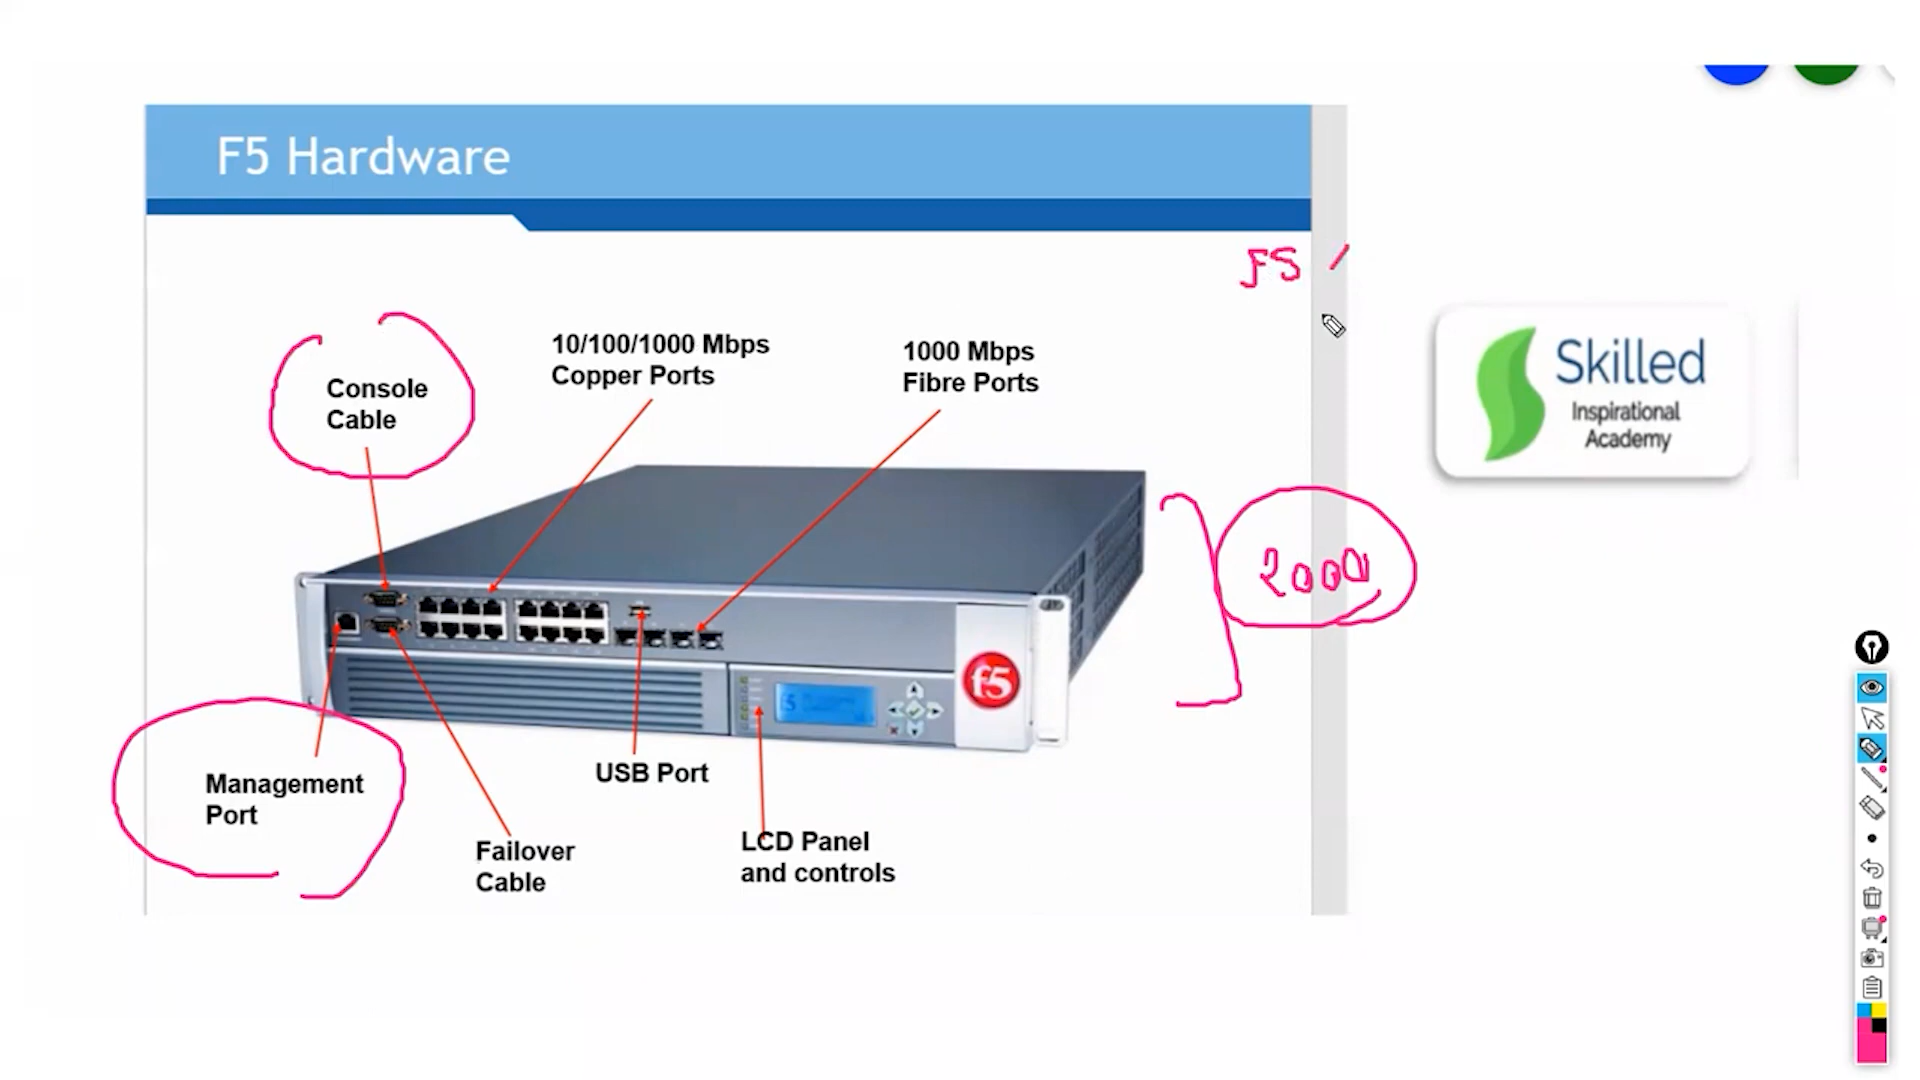 F5 Hardware
F5
Console
Cable
10/100/1000 Mbps
Copper Ports
1000 Mbps
Fibre Ports
Skilled
Inspirational
Academy
2000
f5
Management
Port
USB Port
Failover
Cable
LCD Panel
and controls